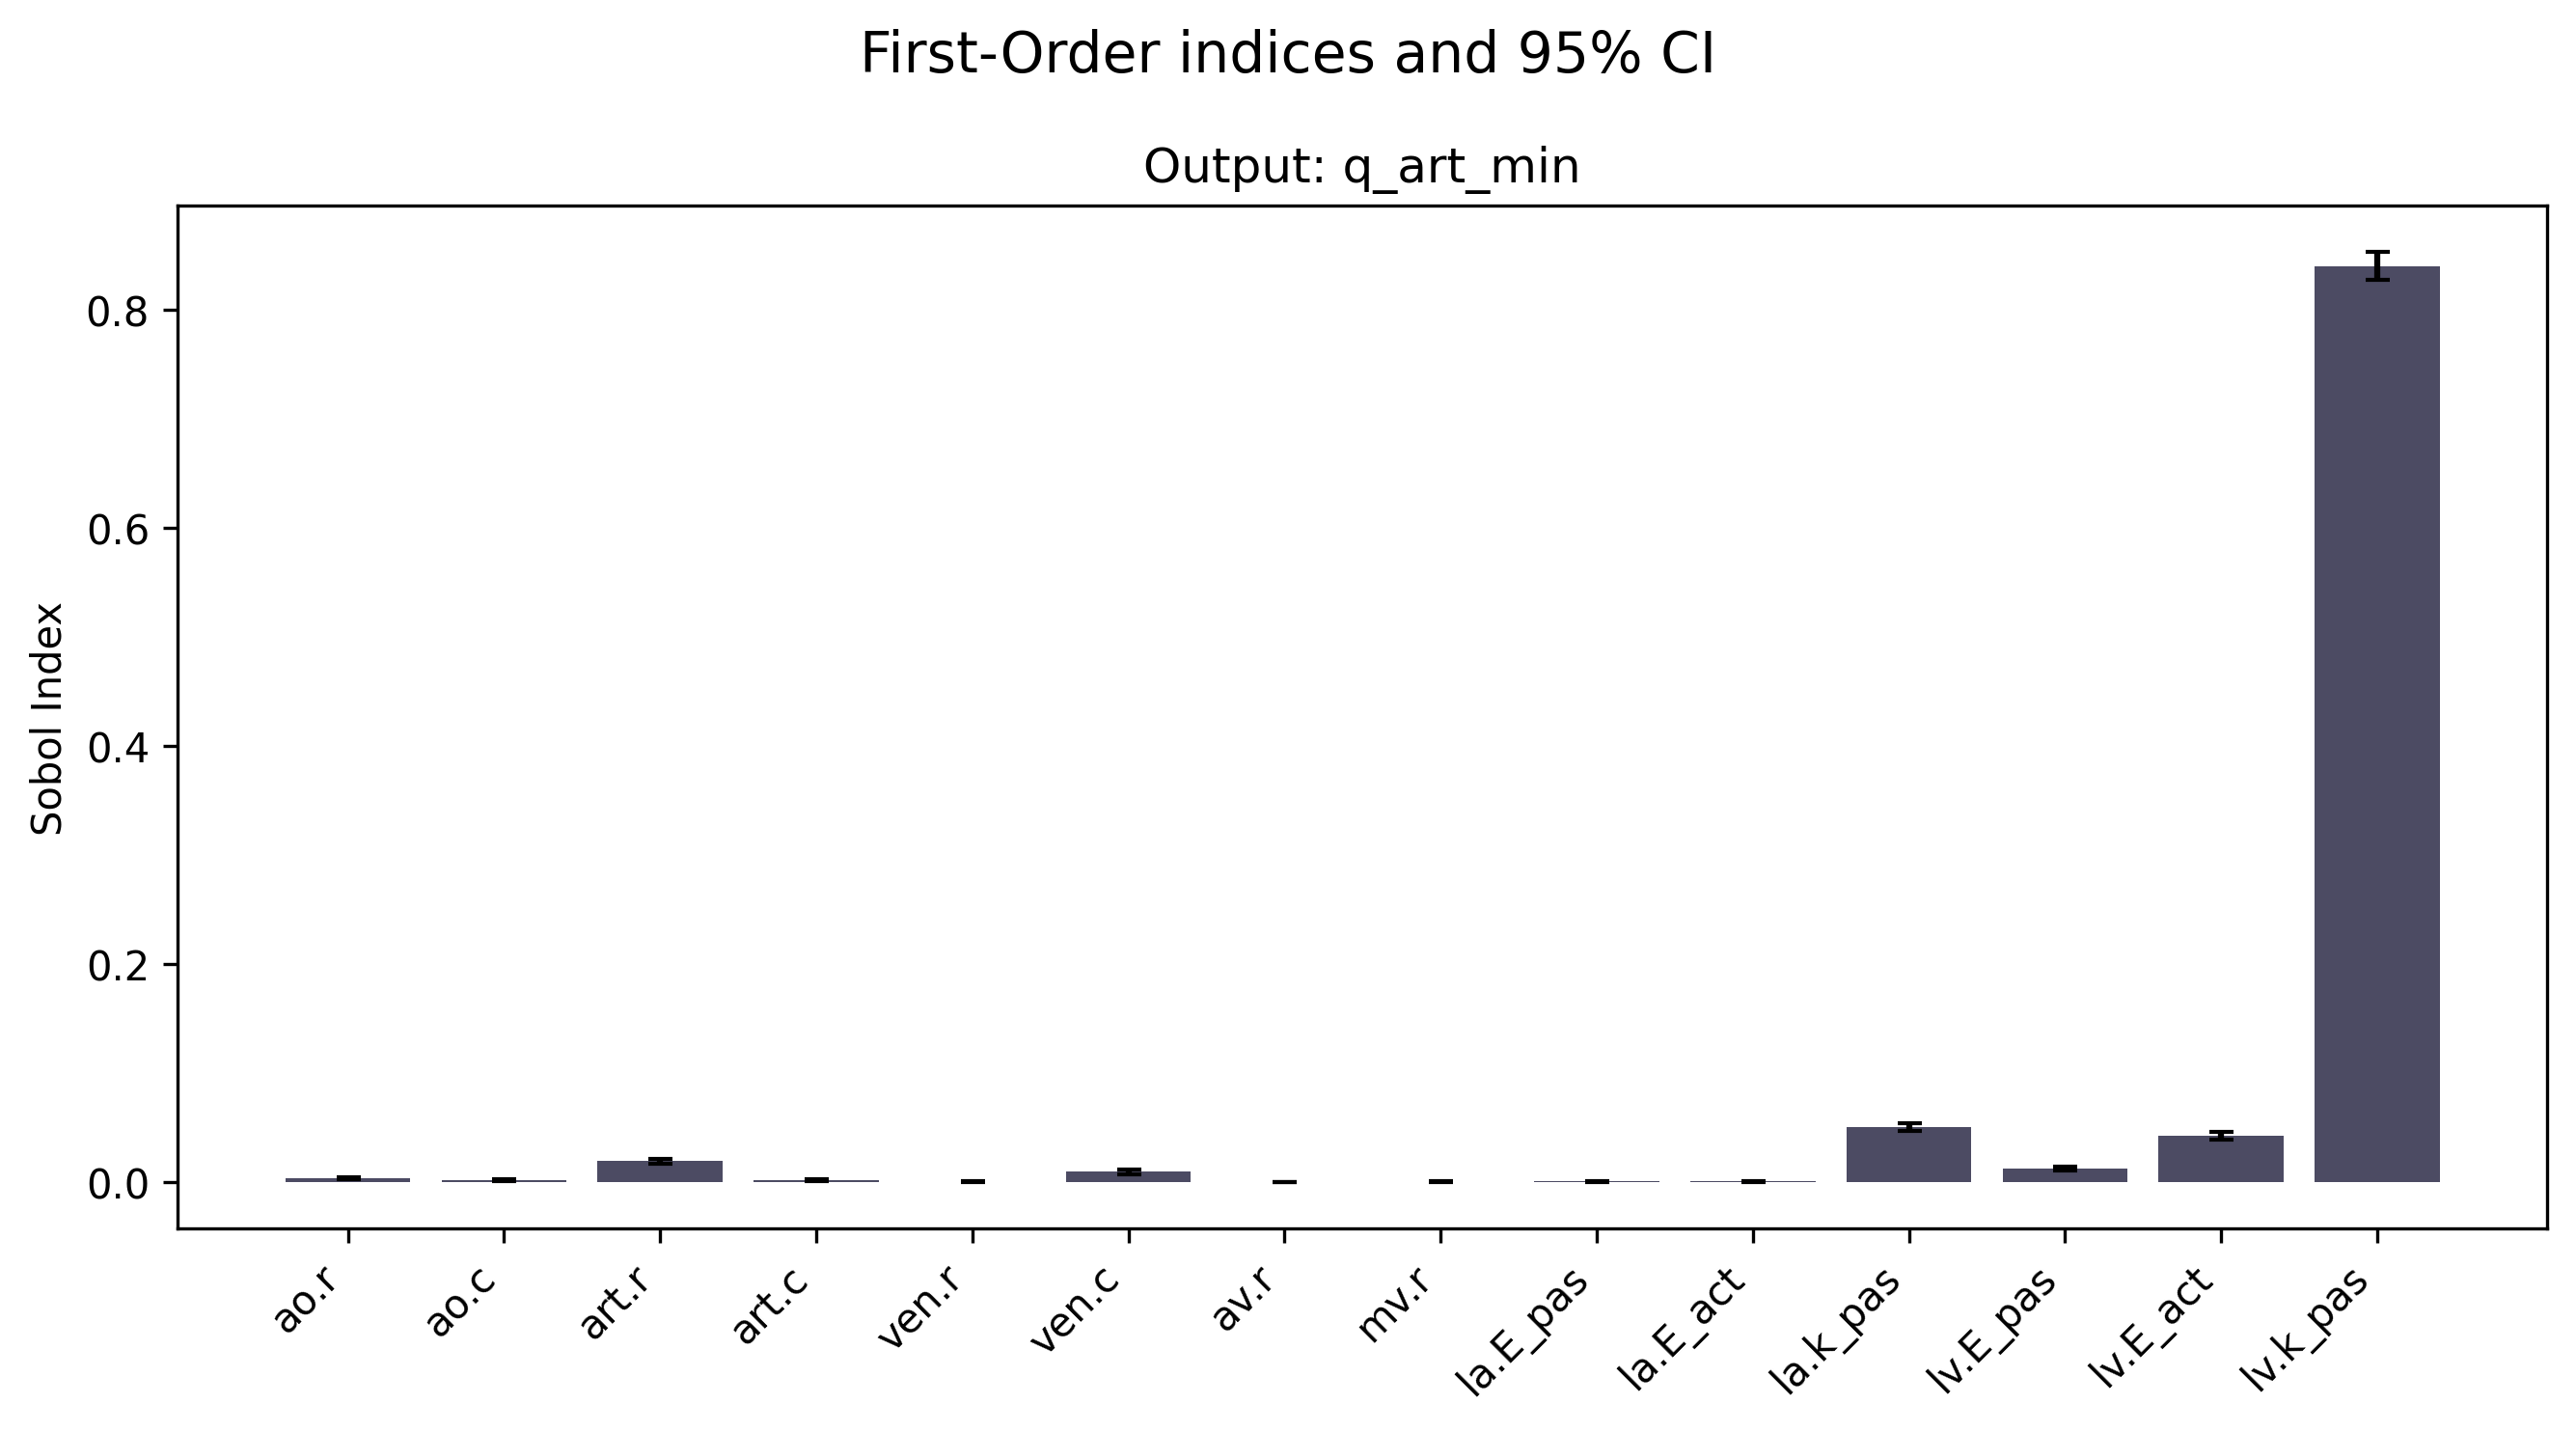 First-Order indices and 95% CI
Output: q_art_min
Sobol Index
0.8
0.6
0.4
0.2
0.0
ao.r
ao.c
art.r
art.c
ven.r
ven.c
av.r
mv.r
la.E_pas
la.E_act
la.k_pas
lv.E_pas
lv.E_act
lv.k_pas